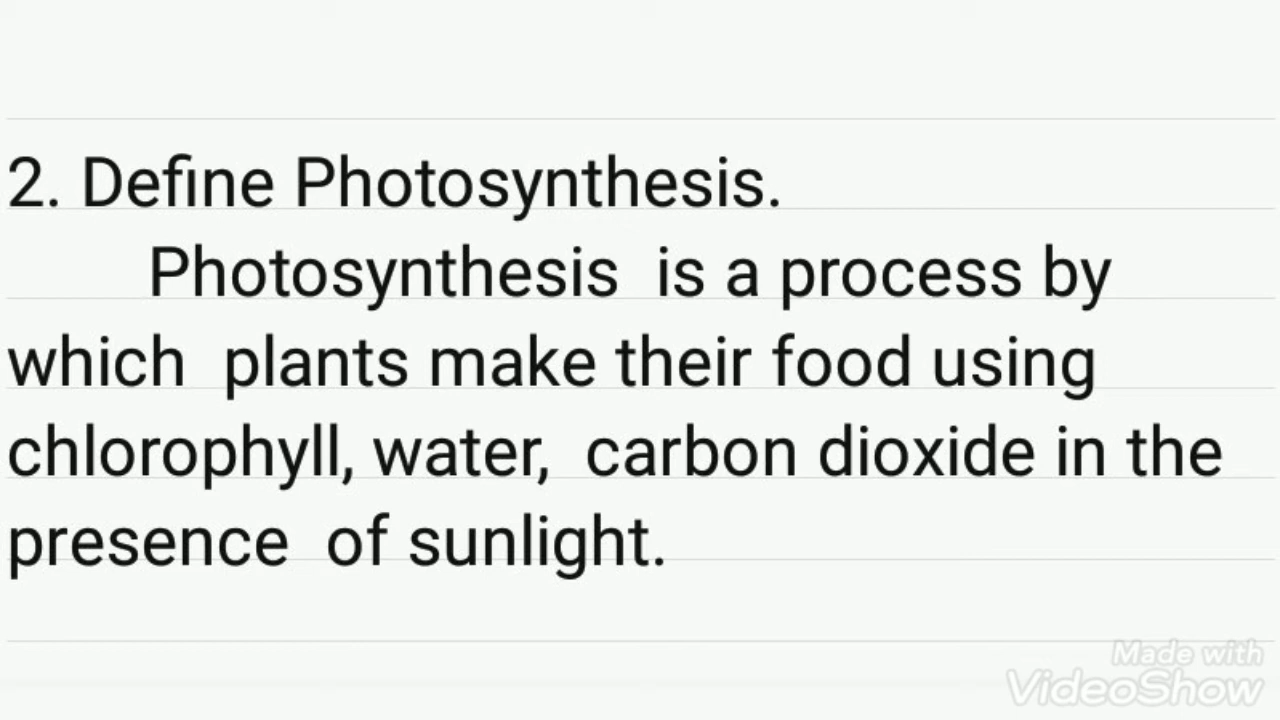 2. Define Photosynthesis.
Photosynthesis  is a process by
which  plants make their food using
chlorophyll, water,  carbon dioxide in the
presence  of sunlight.
Made with
VideoShow